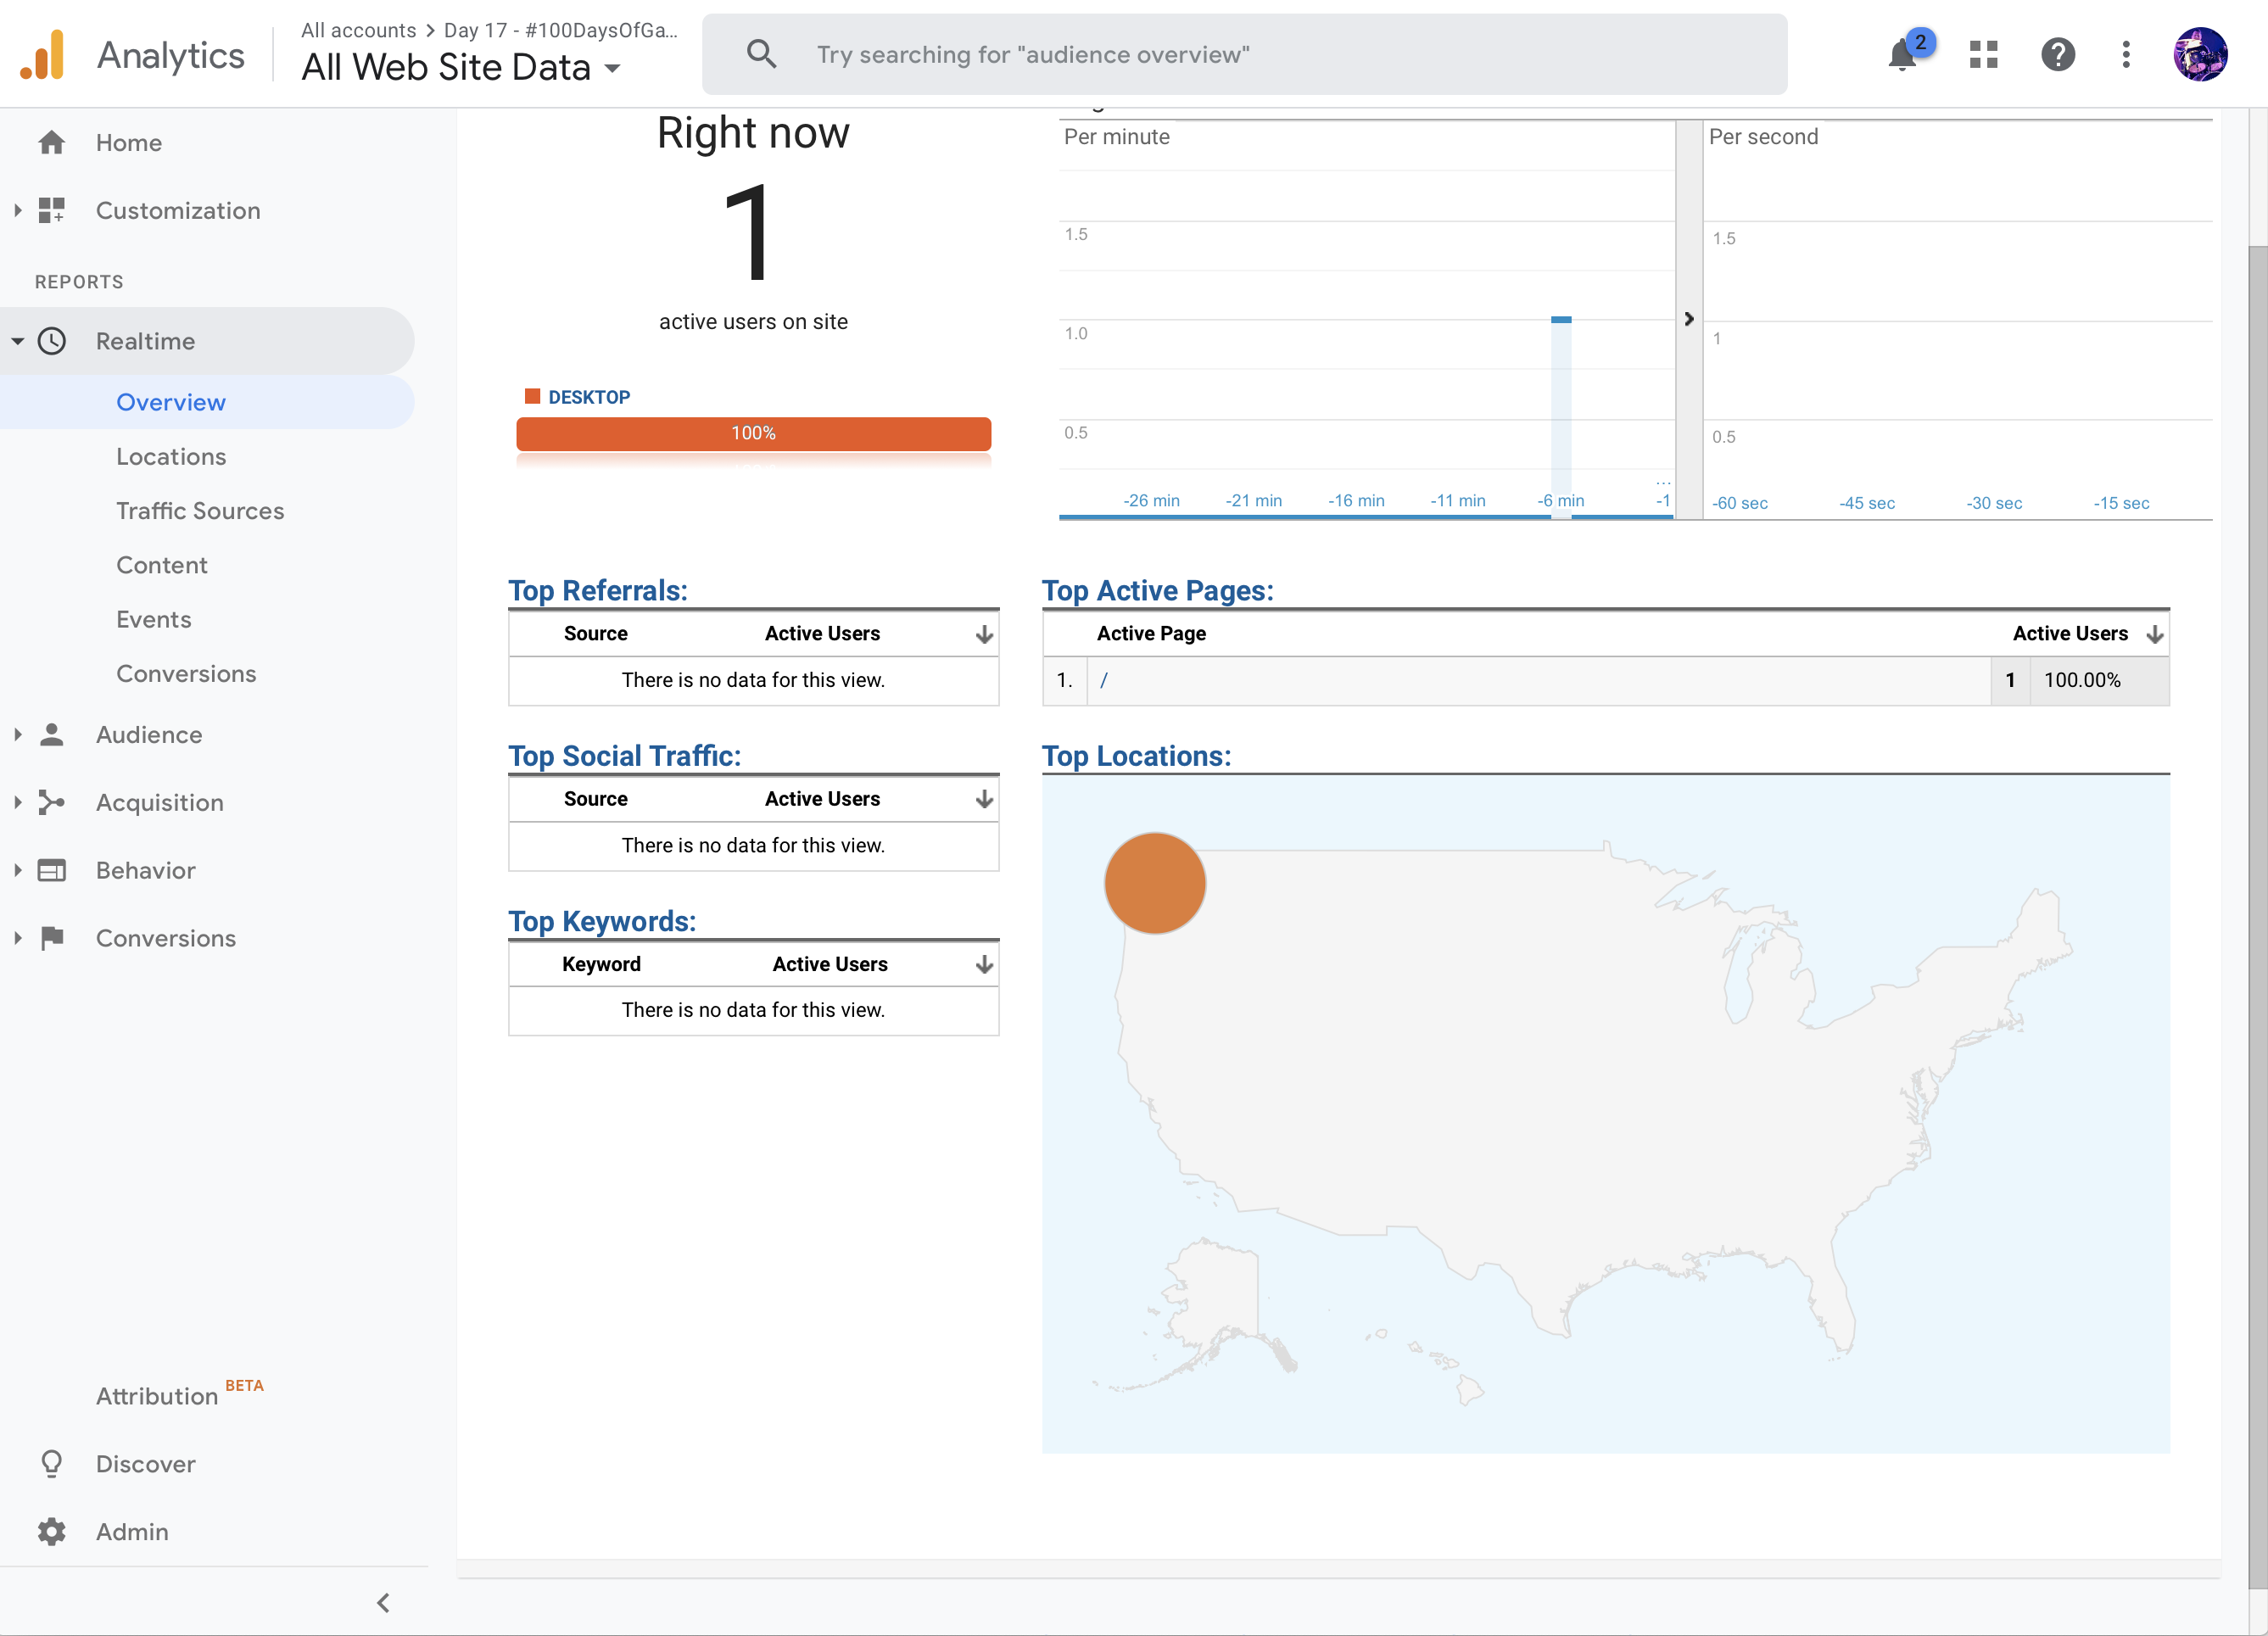 Analytics
All accounts > Day 17 - #100DaysOfGa...
All Web Site Data
Try searching for "audience overview"
2
Home
Customization
REPORTS
Realtime
Overview
Locations
Traffic Sources
Content
Events
Conversions
Audience
Acquisition
Behavior
Conversions
Attribution BETA
Discover
Admin
Right now
1
active users on site
DESKTOP
100%
Per minute
1.5
1.0
0.5
-26 min -21 min -16 min -11 min -6 min -1
...
Per second
1.5
1
0.5
-60 sec -45 sec -30 sec -15 sec
Top Referrals:
Source Active Users
There is no data for this view.
Top Social Traffic:
Source Active Users
There is no data for this view.
Top Keywords:
Keyword Active Users
There is no data for this view.
Top Active Pages:
Active Page Active Users
1. / 1 100.00%
Top Locations: